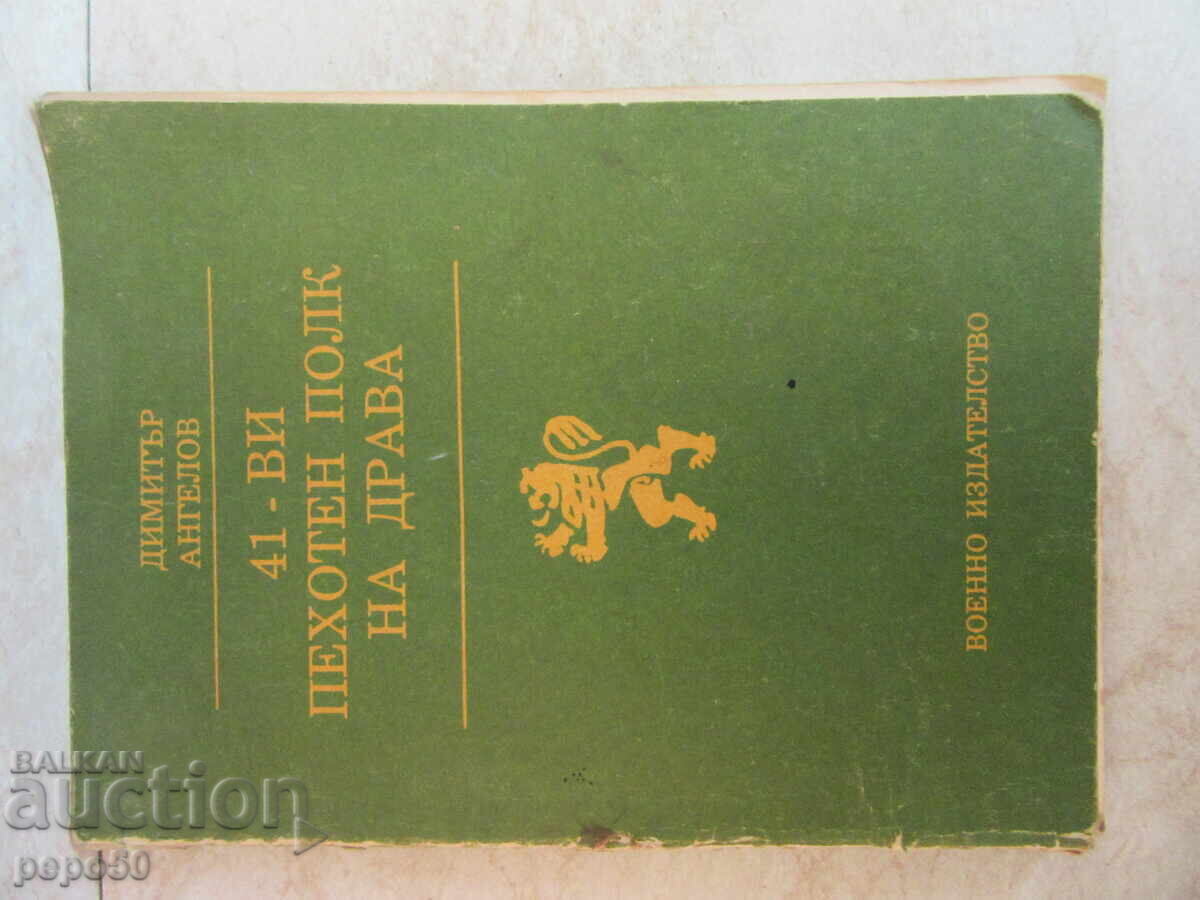 ДИМИТЪР
АНГЕЛОВ
41 - ВИ
ПЕХОТЕН ПОЛК
НА ДРАВА
ВОЕННО ИЗДАТЕЛСТВО
BALKAN
auction
pepo50